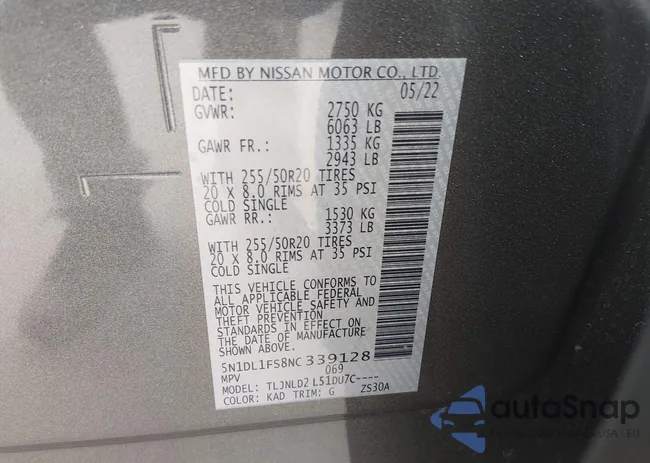 MFD BY NISSAN MOTOR CO., LTD.
DATE: 05/22
GVWR: 2750 KG
6063 LB
GAWR FR.: 1335 KG
2943 LB
WITH 255/50R20 TIRES
20 X 8.0 RIMS AT 35 PSI
COLD SINGLE
GAWR RR.: 1530 KG
3373 LB
WITH 255/50R20 TIRES
20 X 8.0 RIMS AT 35 PSI
COLD SINGLE
THIS VEHICLE CONFORMS TO
ALL APPLICABLE FEDERAL
MOTOR VEHICLE SAFETY AND
THEFT PREVENTION
STANDARDS IN EFFECT ON
THE DATE OF MANUFACTURE
SHOWN ABOVE.
5N1DL1FS8NC339128
MPV 069
MODEL: TLJNLD2 L51DU7C----
COLOR: KAD TRIM: G ZS30A
autoSnap